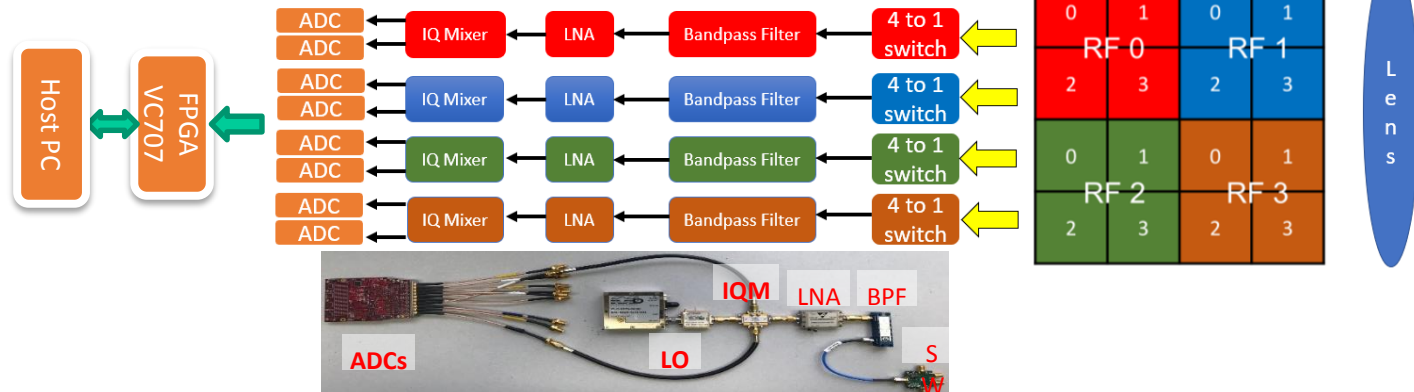 Host PC
FPGA
VC707
ADC
ADC
IQ Mixer
LNA
Bandpass Filter
4 to 1
switch
ADC
ADC
IQ Mixer
LNA
Bandpass Filter
4 to 1
switch
ADC
ADC
IQ Mixer
LNA
Bandpass Filter
4 to 1
switch
ADC
ADC
IQ Mixer
LNA
Bandpass Filter
4 to 1
switch
0 1
RF 0
2 3
0 1
RF 1
2 3
0 1
RF 2
2 3
0 1
RF 3
2 3
L
e
n
s
ADCs
LO
IQM
LNA
BPF
S
W